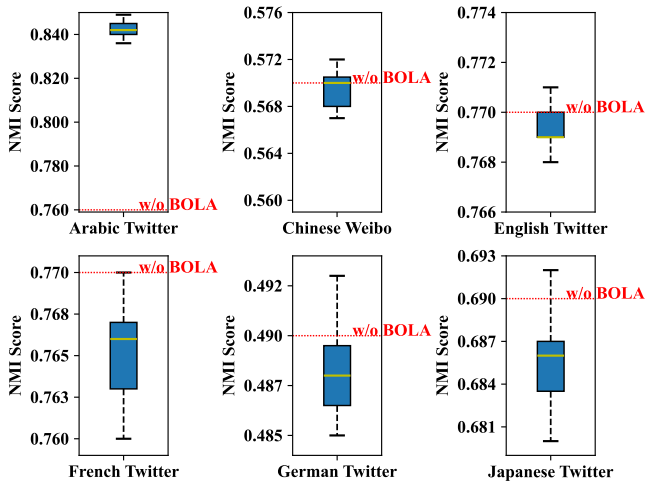 NMI Score
0.840
0.820
0.800
0.780
0.760
w/o BOLA
Arabic Twitter
NMI Score
0.576
0.572
0.568
0.564
0.560
w/o BOLA
Chinese Weibo
NMI Score
0.774
0.772
0.770
0.768
0.766
w/o BOLA
English Twitter
NMI Score
0.770
0.768
0.765
0.763
0.760
w/o BOLA
French Twitter
NMI Score
0.492
0.490
0.487
0.485
w/o BOLA
German Twitter
NMI Score
0.693
0.690
0.687
0.684
0.681
w/o BOLA
Japanese Twitter